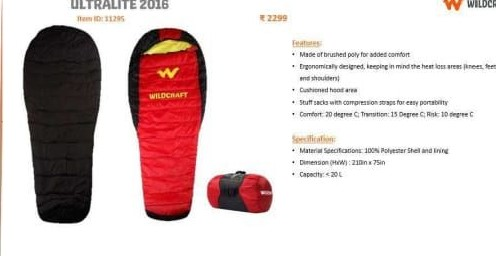 ULTRALITE 2016
WILDCR
Item ID: 11295
₹ 2299
Features:
• Made of brushed poly for added comfort
• Ergonomically designed, keeping in mind the heat loss areas (knees, feet
and shoulders)
• Cushioned hood area
• Stuff sacks with compression straps for easy portability
• Comfort: 20 degree C; Transition: 15 Degree C; Risk: 10 degree C
Specification:
• Material Specifications: 100% Polyester Shell and lining
• Dimension (HxW) : 210in x 75in
• Capacity: < 20 L
WILDCRAFT